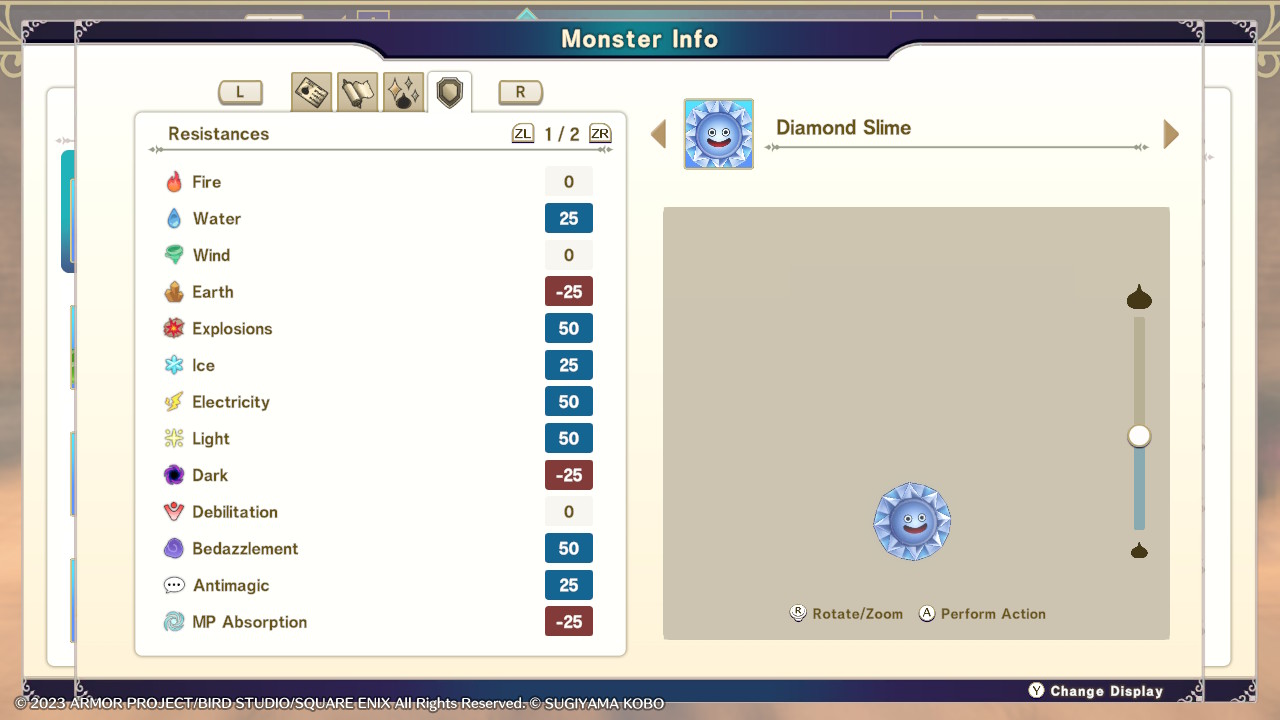 Monster Info
L
R
Resistances
ZL 1 / 2 ZR
Fire 0
Water 25
Wind 0
Earth -25
Explosions 50
Ice 25
Electricity 50
Light 50
Dark -25
Debilitation 0
Bedazzlement 50
Antimagic 25
MP Absorption -25
Diamond Slime
R Rotate/Zoom A Perform Action
Y Change Display
© 2023 ARMOR PROJECT/BIRD STUDIO/SQUARE ENIX All Rights Reserved. © SUGIYAMA KOBO